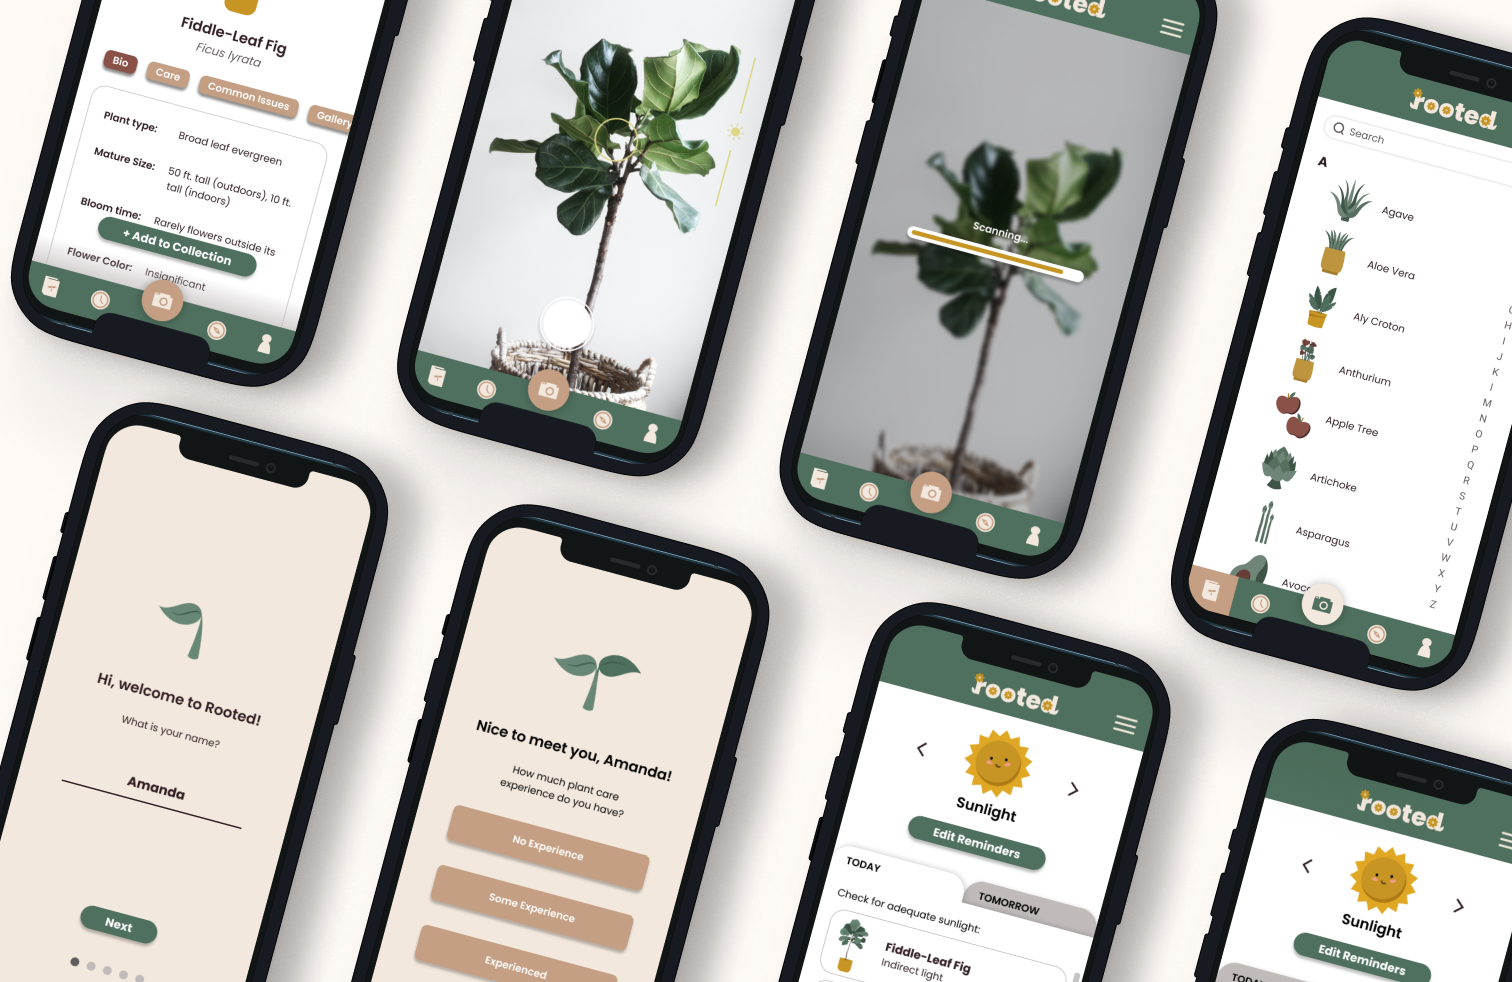 Fiddle-Leaf Fig
Ficus lyrata
Bio
Care
Common Issues
Gallery
Plant type:
Broad leaf evergreen
Mature Size:
50 ft. tall (outdoors), 10 ft.
tall (indoors)
Bloom time:
Rarely flowers outside its
+ Add to Collection
Flower Color:
Insignificant
rooted
Scanning...
rooted
Search
A
Agave
Aloe Vera
Aly Croton
Anthurium
Apple Tree
Artichoke
Asparagus
Avoc
H
I
J
K
L
M
N
O
P
Q
R
S
T
U
V
W
X
Y
Z
Hi, welcome to Rooted!
What is your name?
Amanda
Next
Nice to meet you, Amanda!
How much plant care
experience do you have?
No Experience
Some Experience
Experienced
rooted
Sunlight
Edit Reminders
TODAY
TOMORROW
Check for adequate sunlight:
Fiddle-Leaf Fig
Indirect light
rooted
Sunlight
Edit Reminders